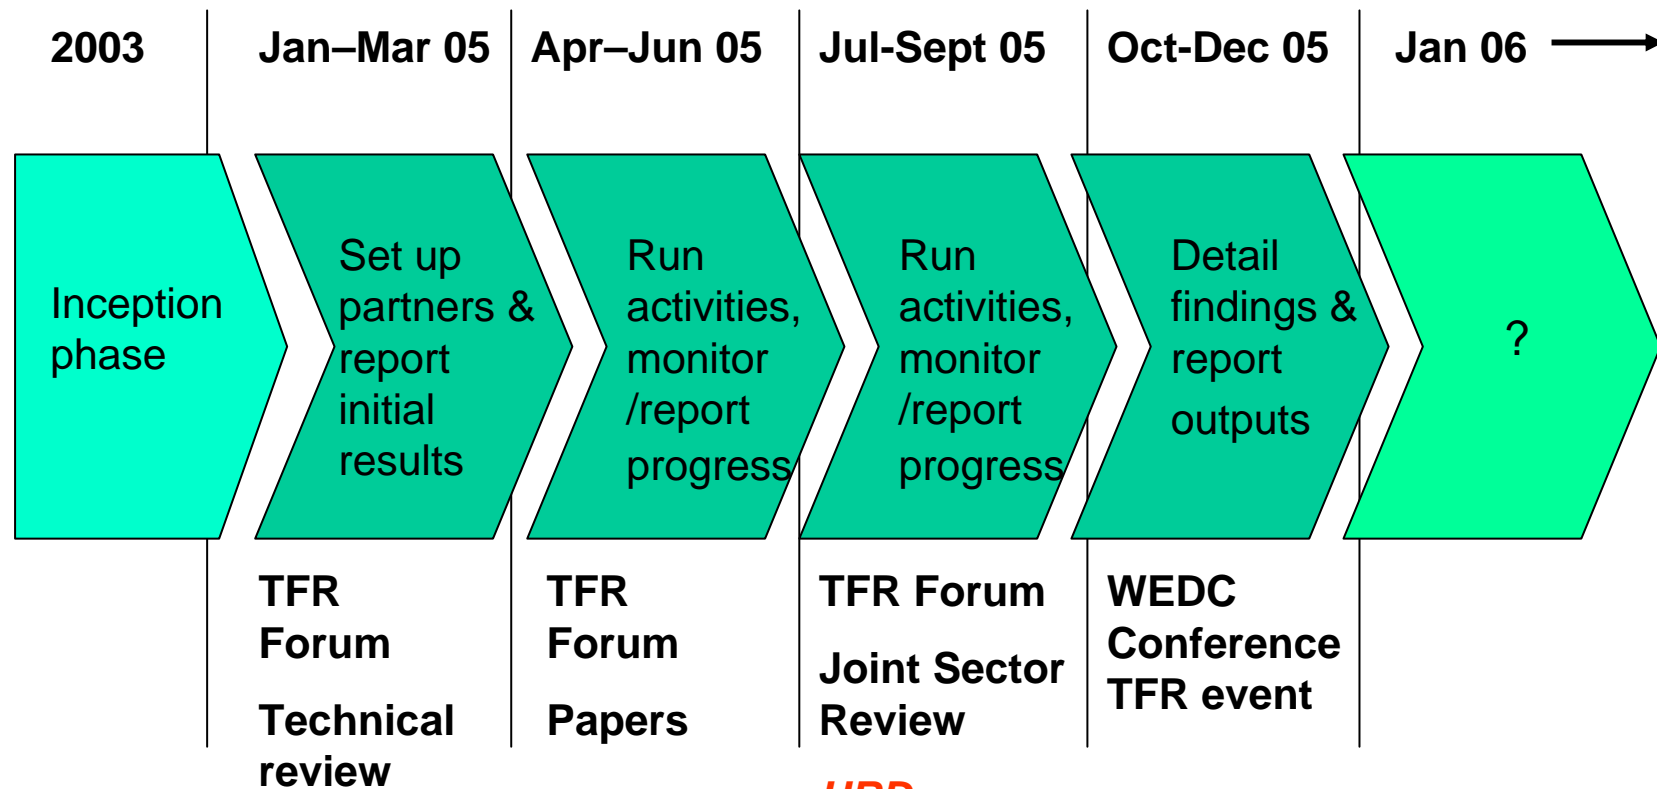 2003
Jan–Mar 05
Apr–Jun 05
Jul-Sept 05
Oct-Dec 05
Jan 06
Inception
phase
Set up
partners &
report
initial
results
Run
activities,
monitor
/report
progress
Run
activities,
monitor
/report
progress
Detail
findings &
report
outputs
?
TFR
Forum
Technical
review
TFR
Forum
Papers
TFR Forum
Joint Sector
Review
WEDC
Conference
TFR event